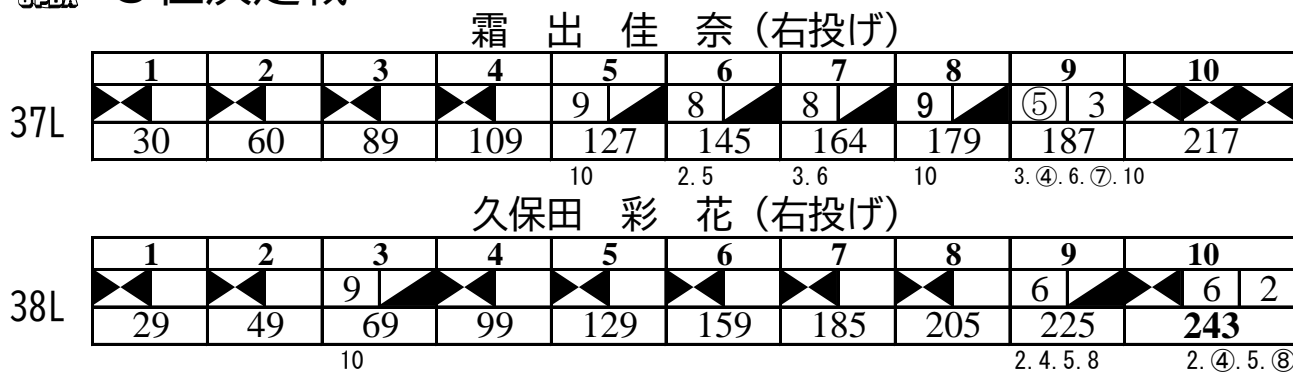 霜 出 佳 奈 (右投げ)
1 2 3 4 5 6 7 8 9 10
37L
9 8 8 9 ⑤ 3
30 60 89 109 127 145 164 179 187 217
10 2.5 3.6 10 3.④.6.⑦.10
久保田 彩 花 (右投げ)
1 2 3 4 5 6 7 8 9 10
38L
9 6 6 2
29 49 69 99 129 159 185 205 225 243
10 2.4.5.8 2.④.5.⑧